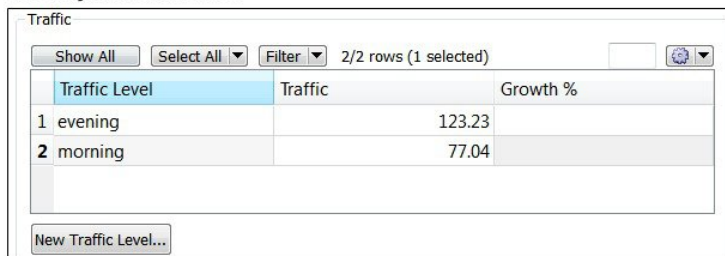 Traffic
Show All Select All Filter 2/2 rows (1 selected)
Traffic Level Traffic Growth %
1 evening 123.23
2 morning 77.04
New Traffic Level...